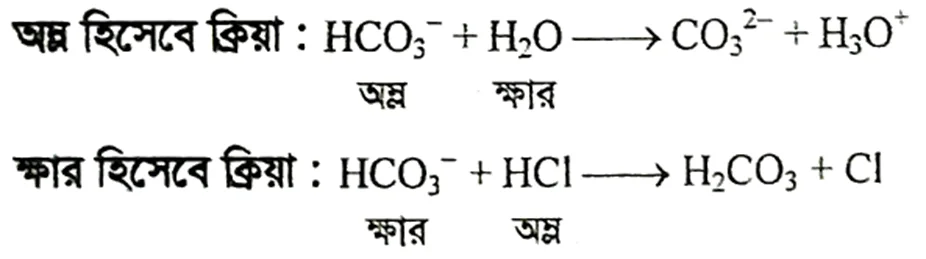 অম্ল হিসেবে ক্রিয়া : HCO₃⁻ + H₂O ⟶ CO₃²⁻ + H₃O⁺
অম্ল ক্ষার
ক্ষার হিসেবে ক্রিয়া : HCO₃⁻ + HCl ⟶ H₂CO₃ + Cl
ক্ষার অম্ল